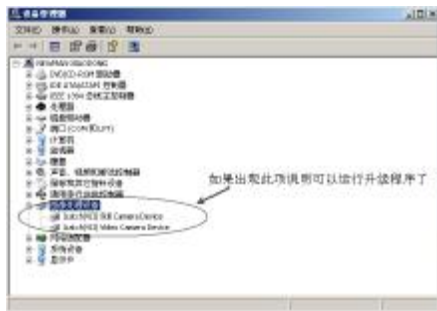 设备管理器
文件(F) 操作(A) 查看(V) 帮助(H)
DVD/CD-ROM 驱动器
IDE ATA/ATAPI 控制器
IEEE 1394 总线主控制器
处理器
磁盘驱动器
端口 (COM 和 LPT)
计算机
监视器
键盘
声音、视频和游戏控制器
鼠标和其它指针设备
通用串行总线控制器
如果出现此项说明可以运行升级程序了
图像处理设备
Still Camera Device
Video Camera Device
网络适配器
系统设备
显示卡